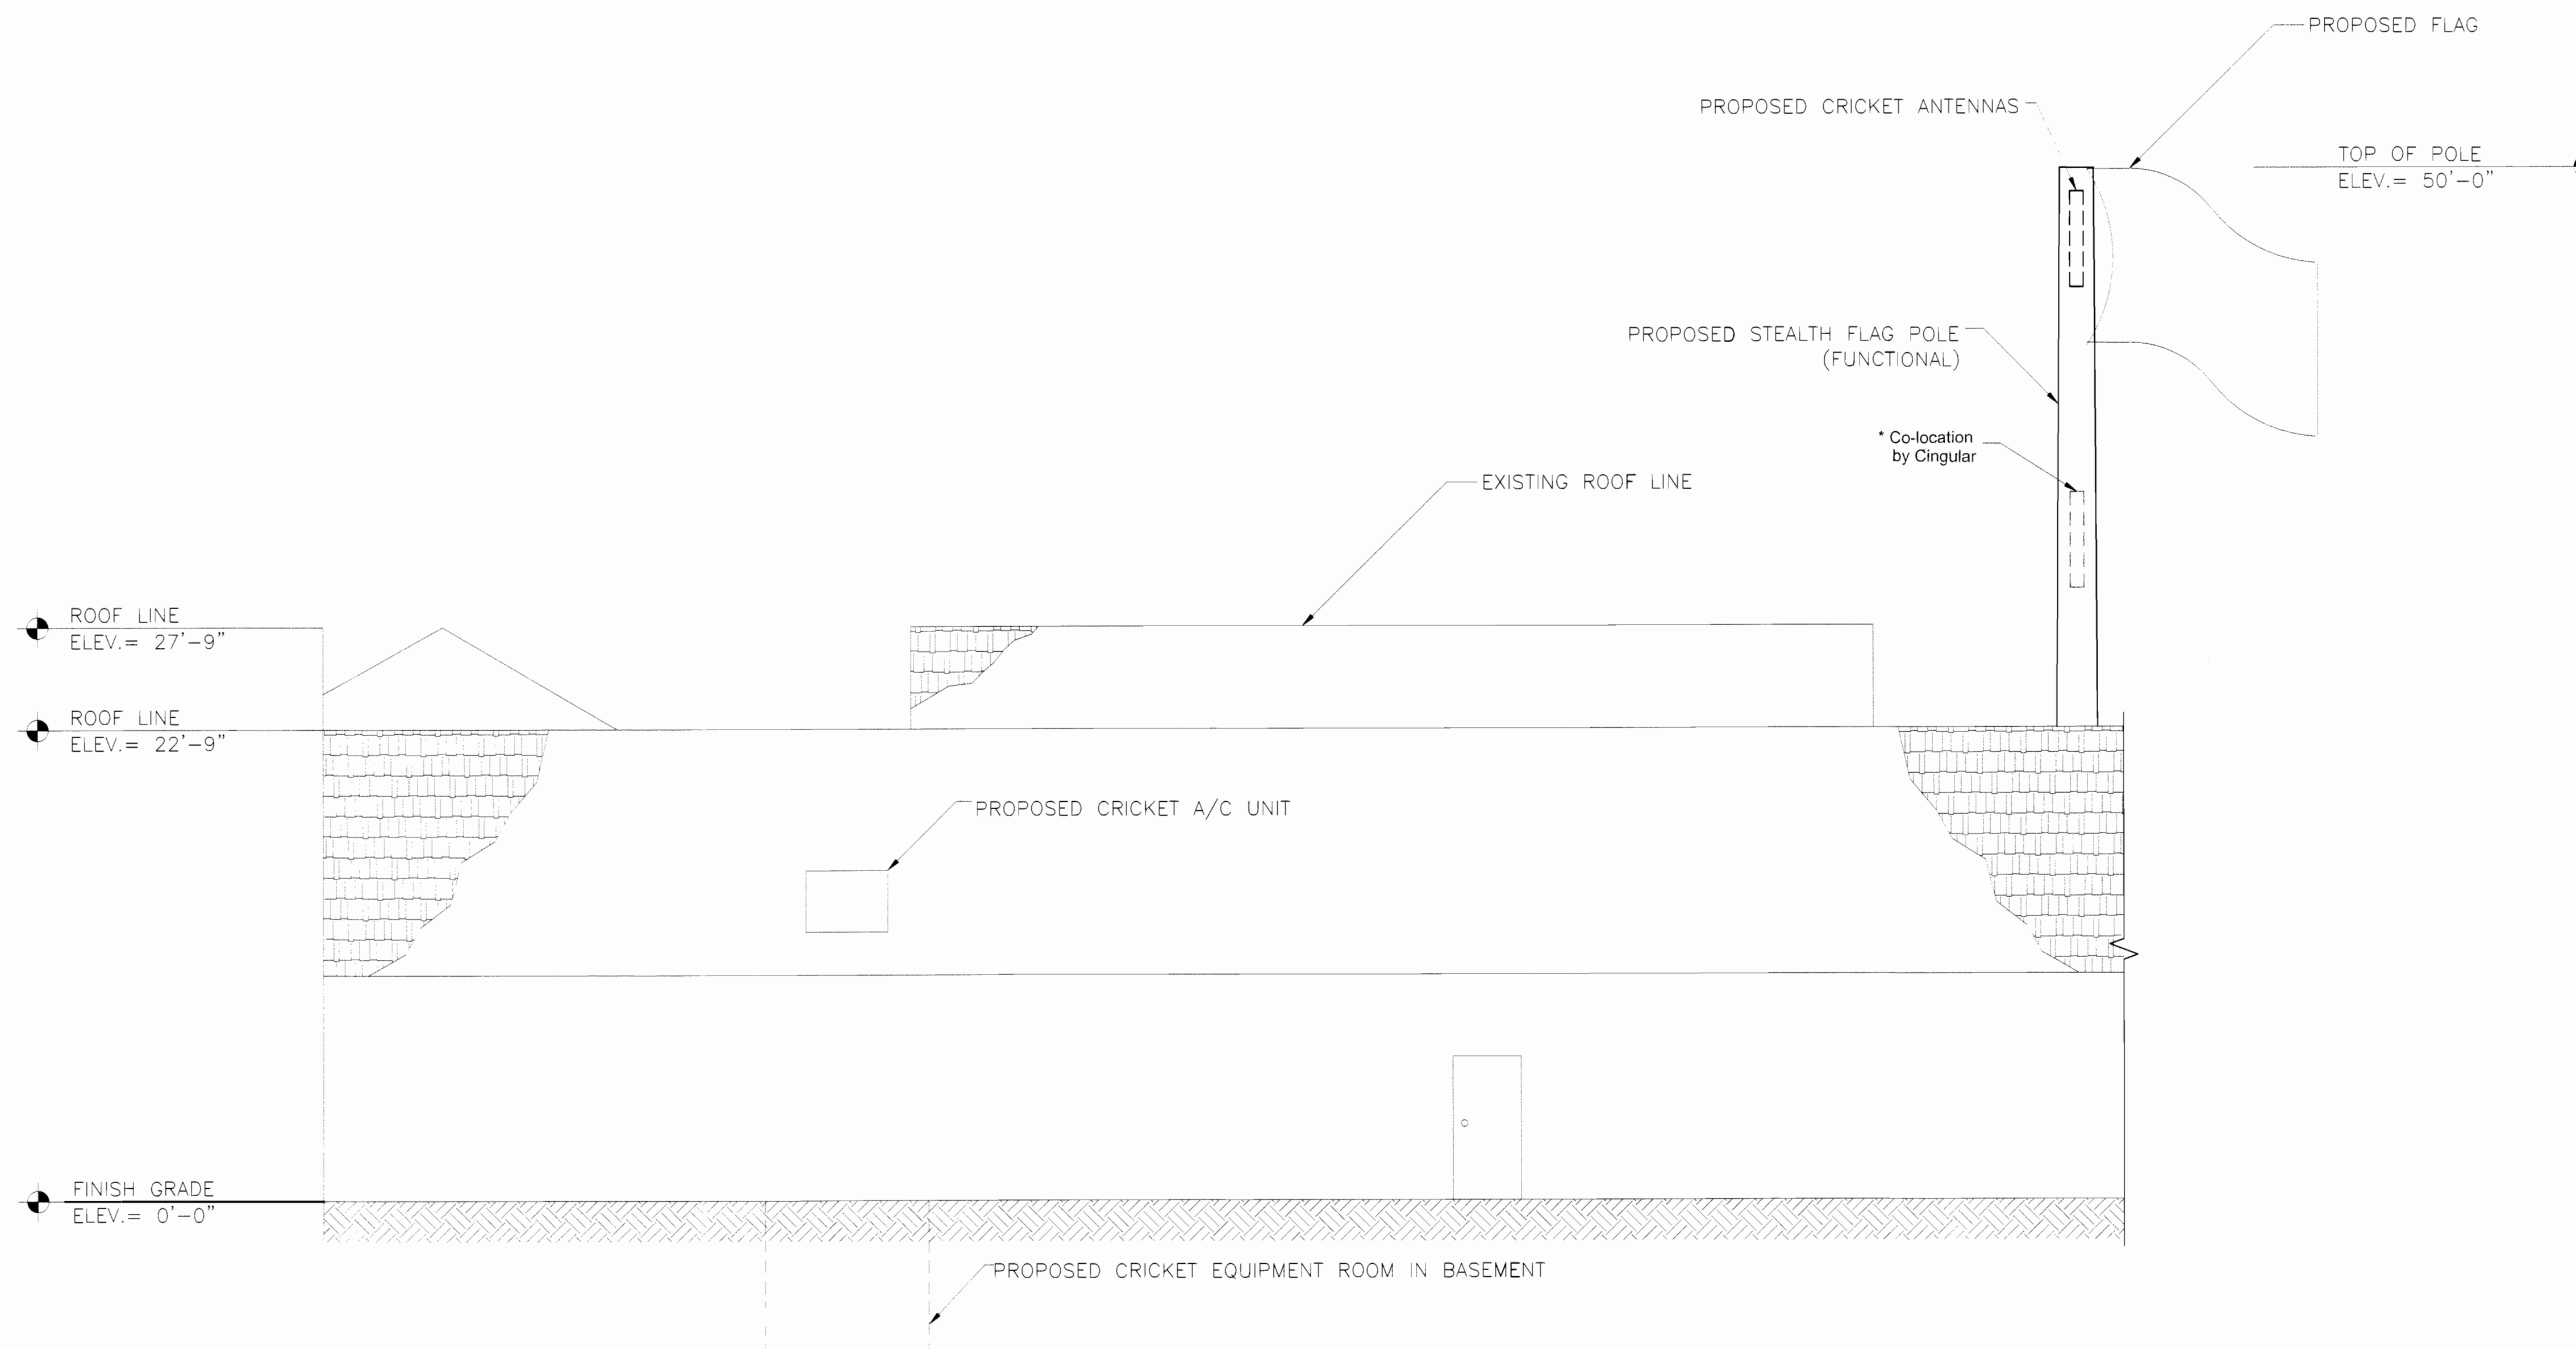 PROPOSED FLAG
PROPOSED CRICKET ANTENNAS
TOP OF POLE
ELEV.= 50'-0"
PROPOSED STEALTH FLAG POLE
(FUNCTIONAL)
* Co-location
by Cingular
EXISTING ROOF LINE
ROOF LINE
ELEV.= 27'-9"
ROOF LINE
ELEV.= 22'-9"
PROPOSED CRICKET A/C UNIT
FINISH GRADE
ELEV.= 0'-0"
PROPOSED CRICKET EQUIPMENT ROOM IN BASEMENT